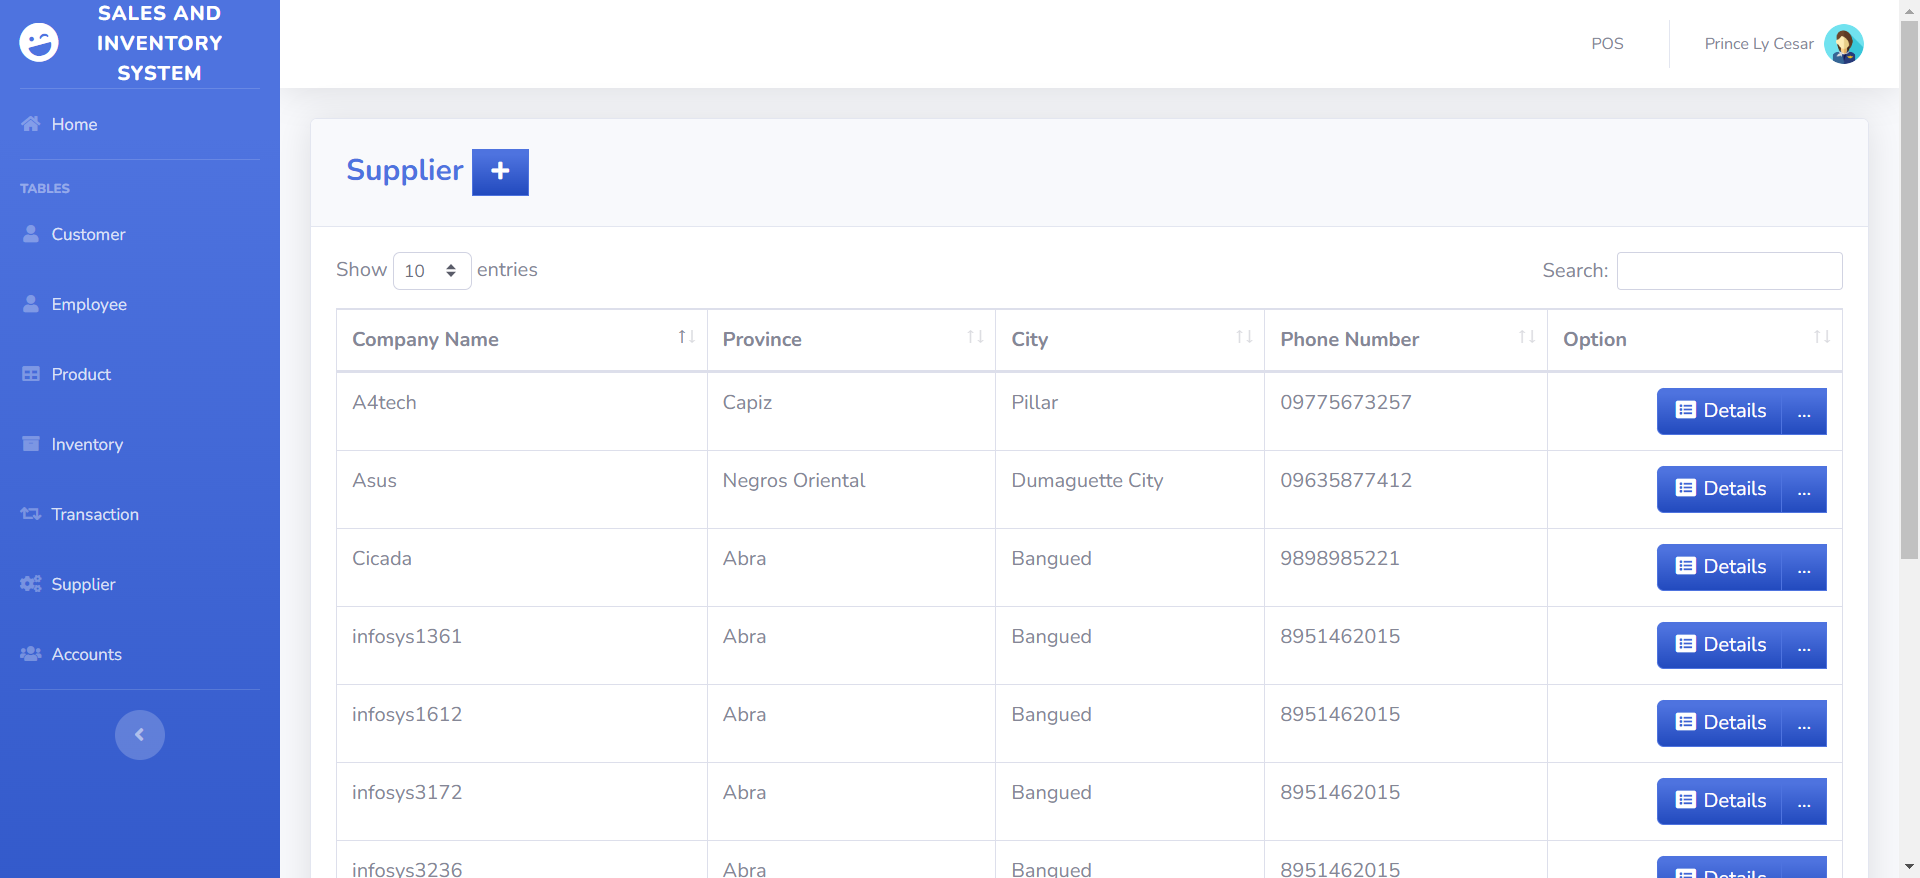 SALES AND
INVENTORY
SYSTEM
POS
Prince Ly Cesar
Home
TABLES
Customer
Employee
Product
Inventory
Transaction
Supplier
Accounts
Supplier
Show 10 entries
Search:
Company Name Province City Phone Number Option
A4tech Capiz Pillar 09775673257 Details ...
Asus Negros Oriental Dumaguette City 09635877412 Details ...
Cicada Abra Bangued 9898985221 Details ...
infosys1361 Abra Bangued 8951462015 Details ...
infosys1612 Abra Bangued 8951462015 Details ...
infosys3172 Abra Bangued 8951462015 Details ...
infosys3236 Abra Bangued 8951462015 Details